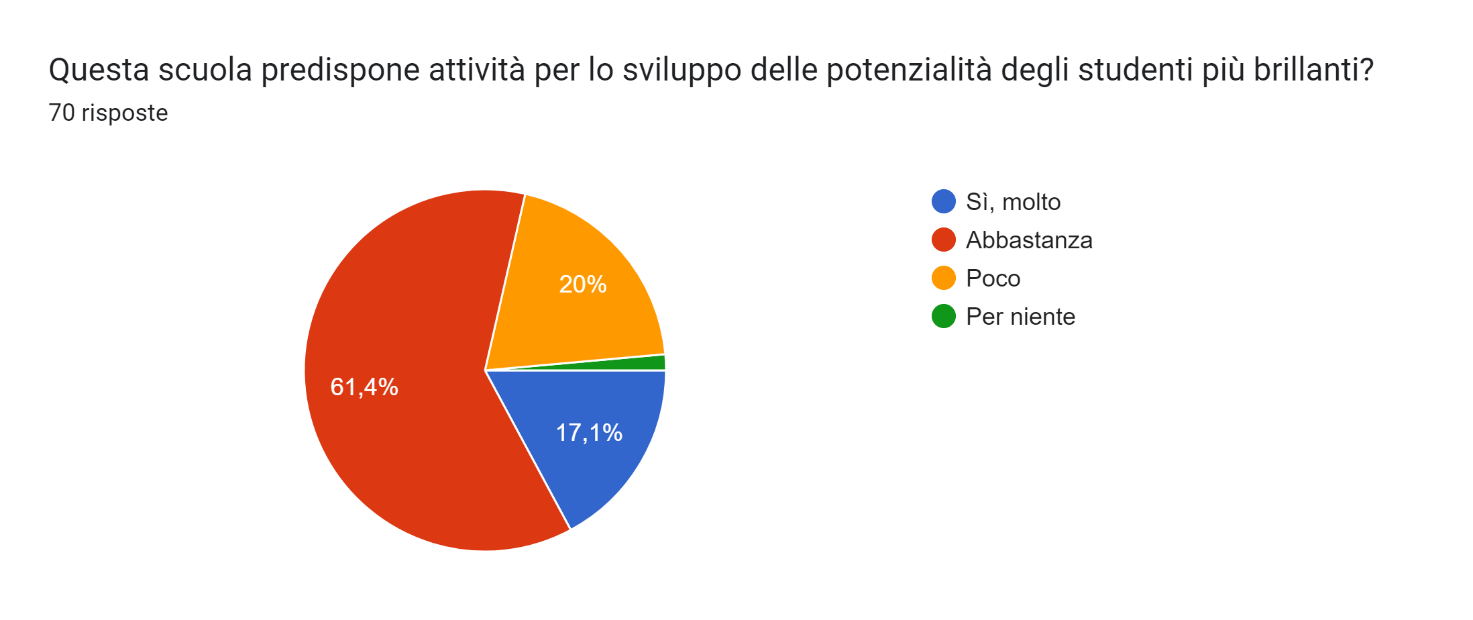 Questa scuola predispone attività per lo sviluppo delle potenzialità degli studenti più brillanti?
70 risposte
Sì, molto
Abbastanza
Poco
Per niente
20%
61,4%
17,1%